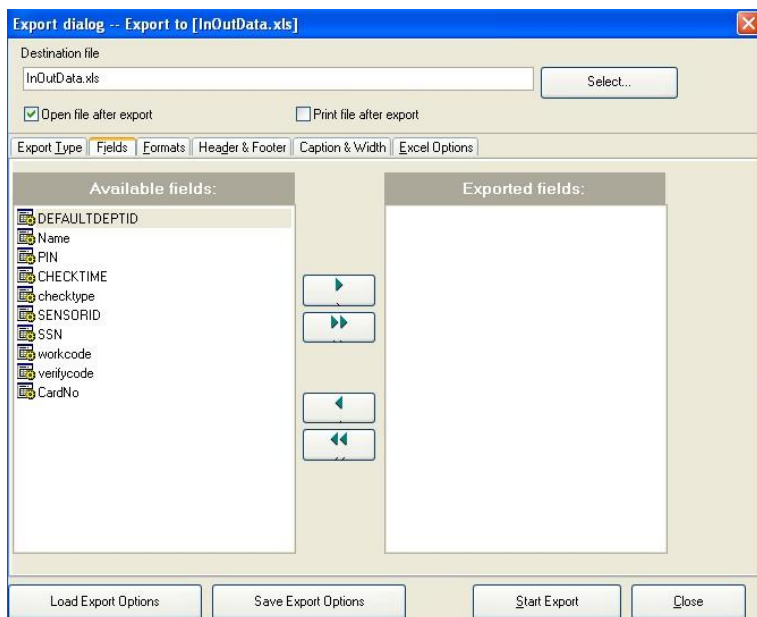 Export dialog -- Export to [InOutData.xls]
Destination file
InOutData.xls
Select...
Open file after export
Print file after export
Export Type Fields Formats Header & Footer Caption & Width Excel Options
Available fields:
DEFAULTDEPTID
Name
PIN
CHECKTIME
checktype
SENSORID
SSN
workcode
verifycode
CardNo
Exported fields:
Load Export Options
Save Export Options
Start Export
Close